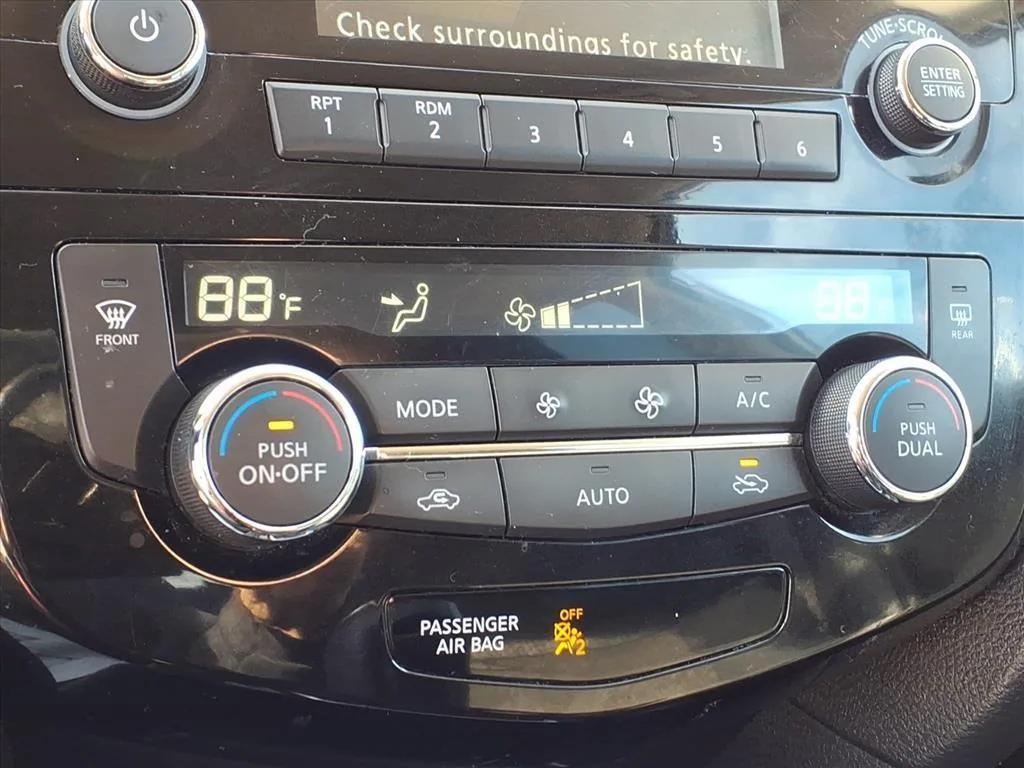 Check surroundings for safety.
TUNE·SCROLL
ENTER
SETTING
RPT
1
RDM
2
3
4
5
6
FRONT
88°F
88
REAR
MODE
A/C
PUSH
ON·OFF
PUSH
DUAL
AUTO
PASSENGER
AIR BAG
OFF
2